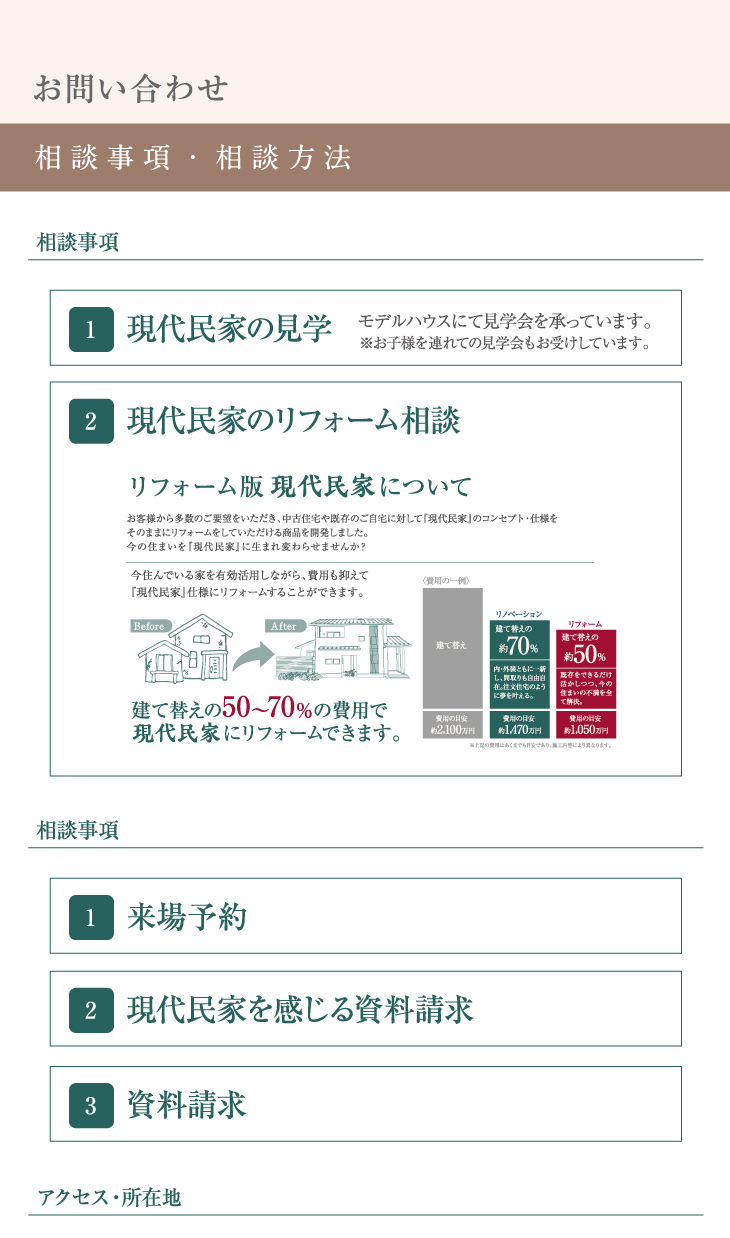 お問い合わせ
相談事項・相談方法
相談事項
1 現代民家の見学
モデルハウスにて見学会を承っています。
※お子様を連れての見学会もお受けしています。
2 現代民家のリフォーム相談
リフォーム版 現代民家について
お客様から多数のご要望をいただき、中古住宅や既存のご自宅に対して『現代民家』のコンセプト・仕様を
そのままにリフォームをしていただける商品を開発しました。
今の住まいを『現代民家』に生まれ変わらせませんか?
今住んでいる家を有効活用しながら、費用も抑えて
『現代民家』仕様にリフォームすることができます。
Before
After
建て替えの50〜70%の費用で
現代民家にリフォームできます。
〈費用の一例〉
建て替え
費用の目安
約2,100万円
リノベーション
建て替えの
約70%
内・外装ともに一新
し、間取りも自由自
在。注文住宅のよう
に夢を叶える。
費用の目安
約1,470万円
リフォーム
建て替えの
約50%
既存をできるだけ
活かしつつ、今の
住まいの不備を全
て解決。
費用の目安
約1,050万円
※上記の費用はあくまでも目安であり、施工内容により異なります。
相談事項
1 来場予約
2 現代民家を感じる資料請求
3 資料請求
アクセス・所在地